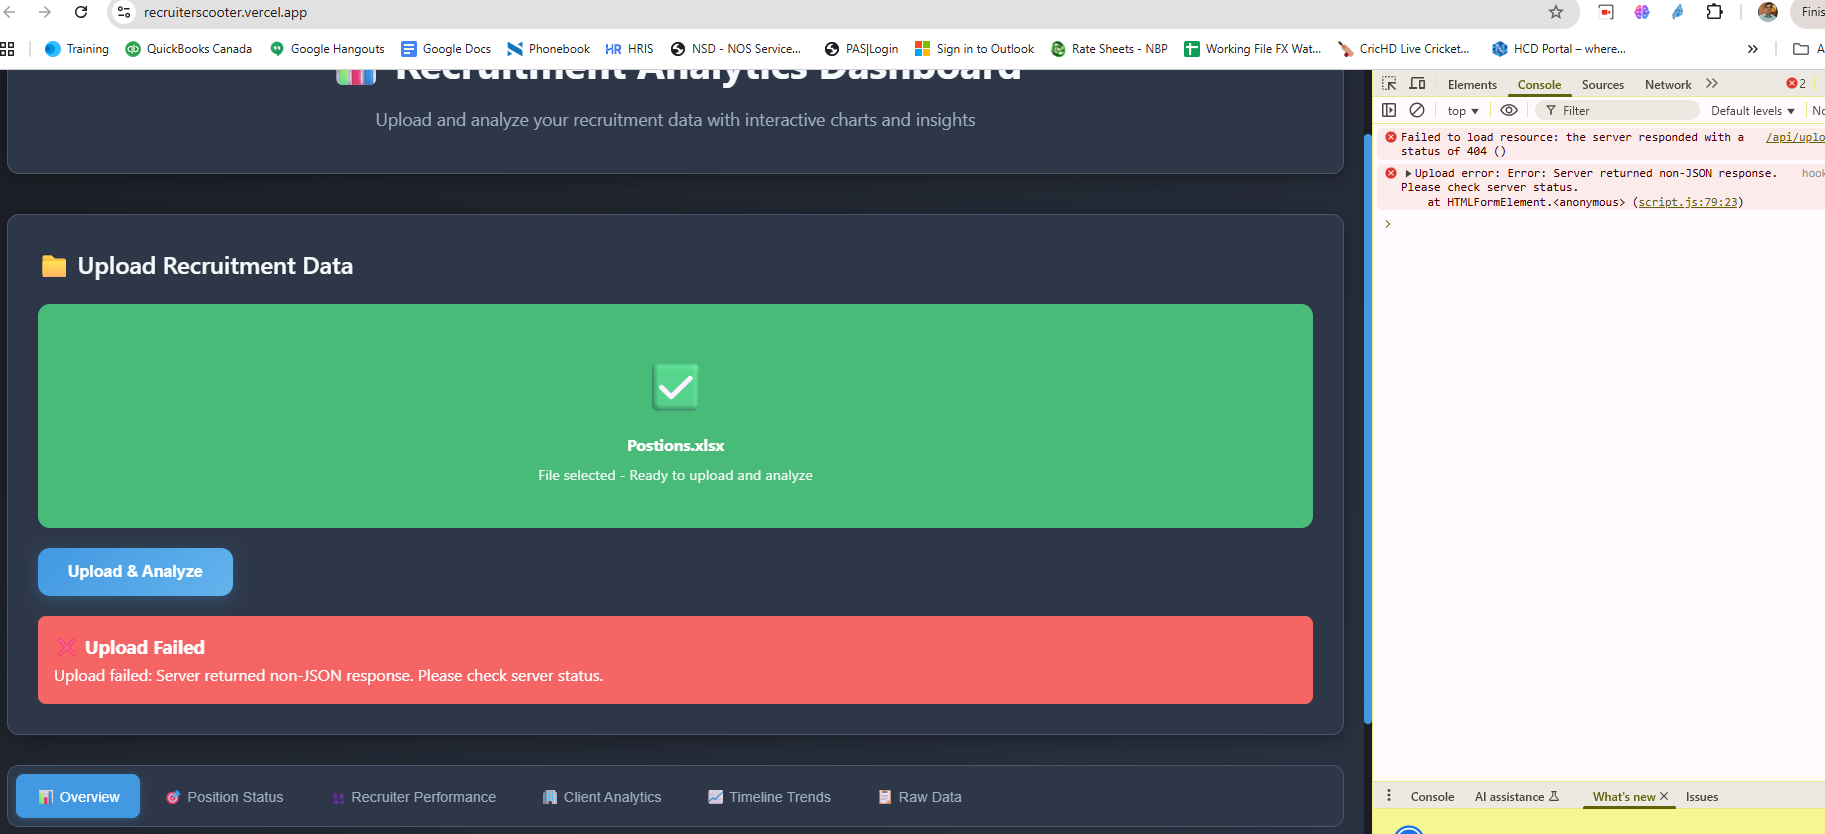 recruiterscooter.vercel.app
Training QuickBooks Canada Google Hangouts Google Docs Phonebook HR HRIS NSD - NOS Service... PAS|Login Sign in to Outlook Rate Sheets - NBP Working File FX Wat... CricHD Live Cricket... HCD Portal – where... »
Recruitment Analytics Dashboard
Upload and analyze your recruitment data with interactive charts and insights
Upload Recruitment Data
Postions.xlsx
File selected - Ready to upload and analyze
Upload & Analyze
Upload Failed
Upload failed: Server returned non-JSON response. Please check server status.
Overview Position Status Recruiter Performance Client Analytics Timeline Trends Raw Data
Elements Console Sources Network » 2
top Filter Default levels
Failed to load resource: the server responded with a /api/uplo
status of 404 ()
Upload error: Error: Server returned non-JSON response. hook
Please check server status.
at HTMLFormElement.<anonymous> (script.js:79:23)
Console AI assistance What's new Issues